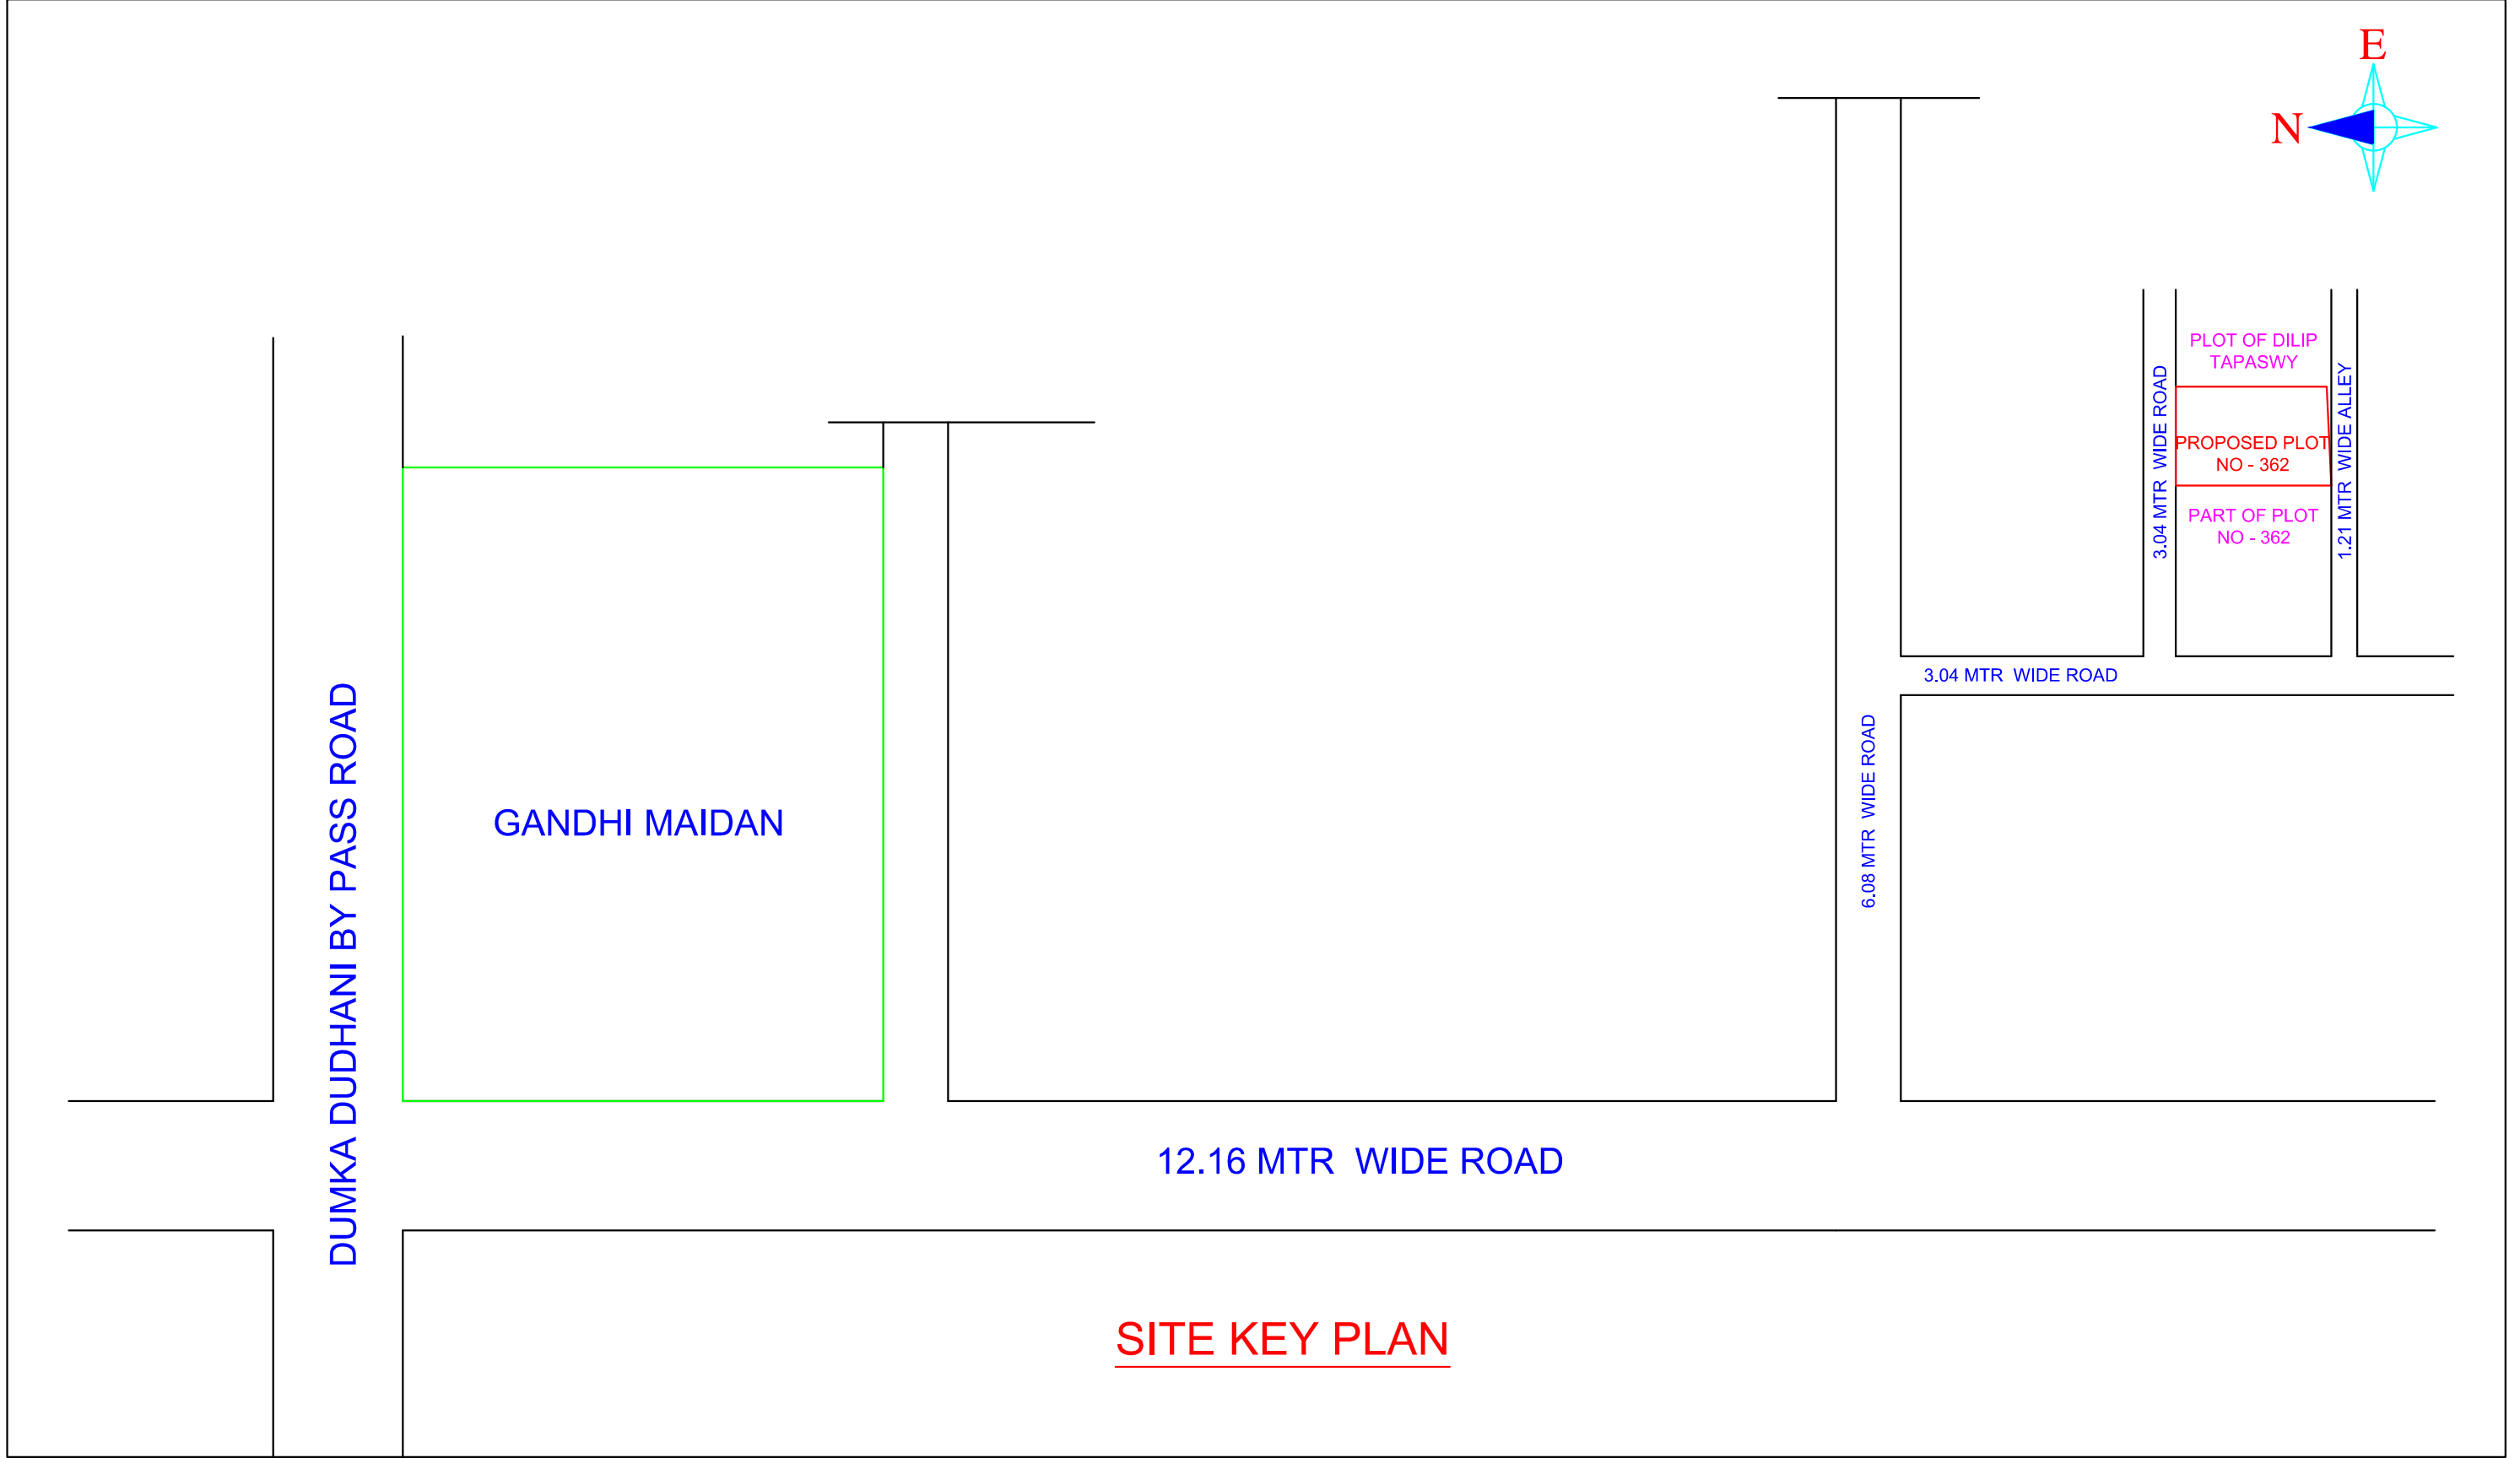 E
N
PLOT OF DILIP
TAPASWY
3.04 MTR  WIDE ROAD
PROPOSED PLOT
NO - 362
1.21 MTR  WIDE ALLEY
PART OF PLOT
NO - 362
3.04 MTR  WIDE ROAD
6.08 MTR  WIDE ROAD
DUMKA DUDHANI BY PASS ROAD
GANDHI MAIDAN
12.16 MTR  WIDE ROAD
SITE KEY PLAN